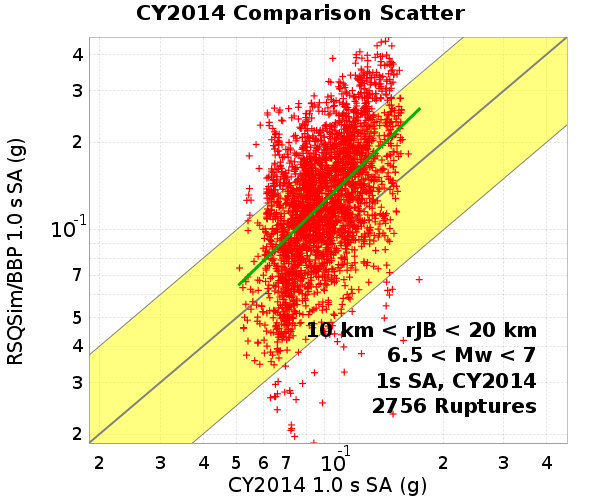 CY2014 Comparison Scatter
RSQSim/BBP 1.0 s SA (g)
4
3
2
10-1
7
5
4
3
2
10 km < rJB < 20 km
6.5 < Mw < 7
1s SA, CY2014
2756 Ruptures
2 3 4 5 6 7 10-1 2 3 4
CY2014 1.0 s SA (g)